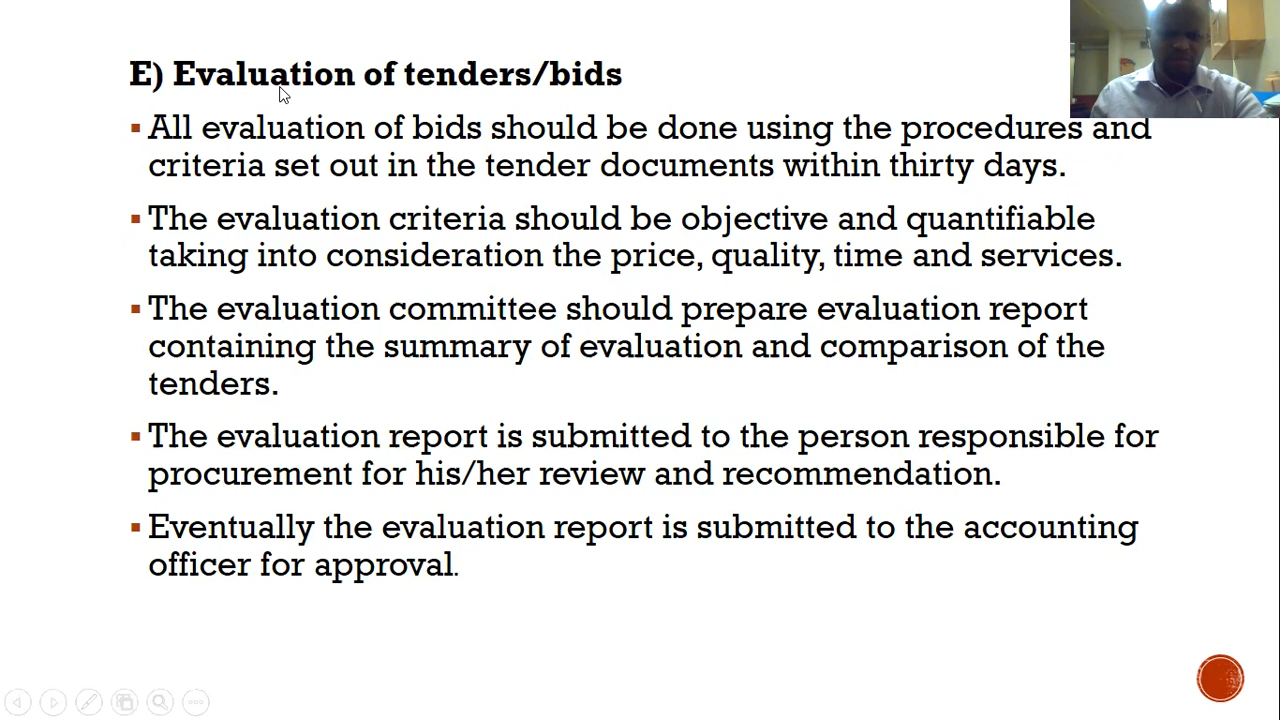 E) Evaluation of tenders/bids
All evaluation of bids should be done using the procedures and
criteria set out in the tender documents within thirty days.
The evaluation criteria should be objective and quantifiable
taking into consideration the price, quality, time and services.
The evaluation committee should prepare evaluation report
containing the summary of evaluation and comparison of the
tenders.
The evaluation report is submitted to the person responsible for
procurement for his/her review and recommendation.
Eventually the evaluation report is submitted to the accounting
officer for approval.